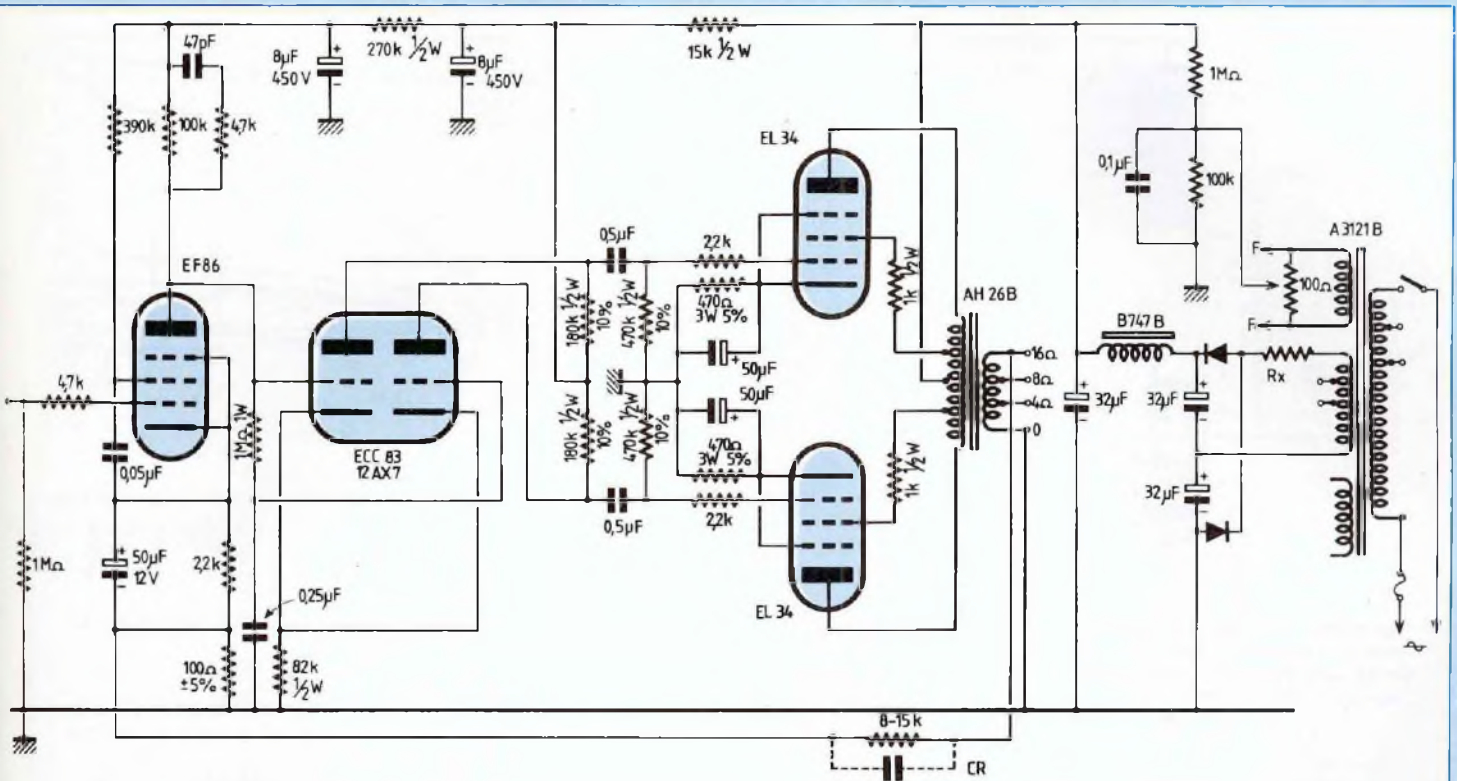 47pF
8µF
450V
270k ½W
8µF
450V
15k ½W
1MΩ
390k
100k
4,7k
EL 34
0,1µF
100k
A 3121 B
EF86
0,5µF
2,2k
470Ω
3W 5%
180k ½W
10%
470k ½W
10%
1k ½W
AH 26B
F
100Ω
F
B747 B
16Ω
8Ω
4Ω
0
Rx
4,7k
50µF
50µF
32µF
32µF
1MΩ 1W
ECC 83
12AX7
180k ½W
10%
470k ½W
10%
470Ω
3W 5%
1k ½W
0,05µF
0,5µF
2,2k
32µF
1MΩ
50µF
12V
2,2k
0,25µF
EL 34
100Ω
±5%
82k
½W
8-15k
CR